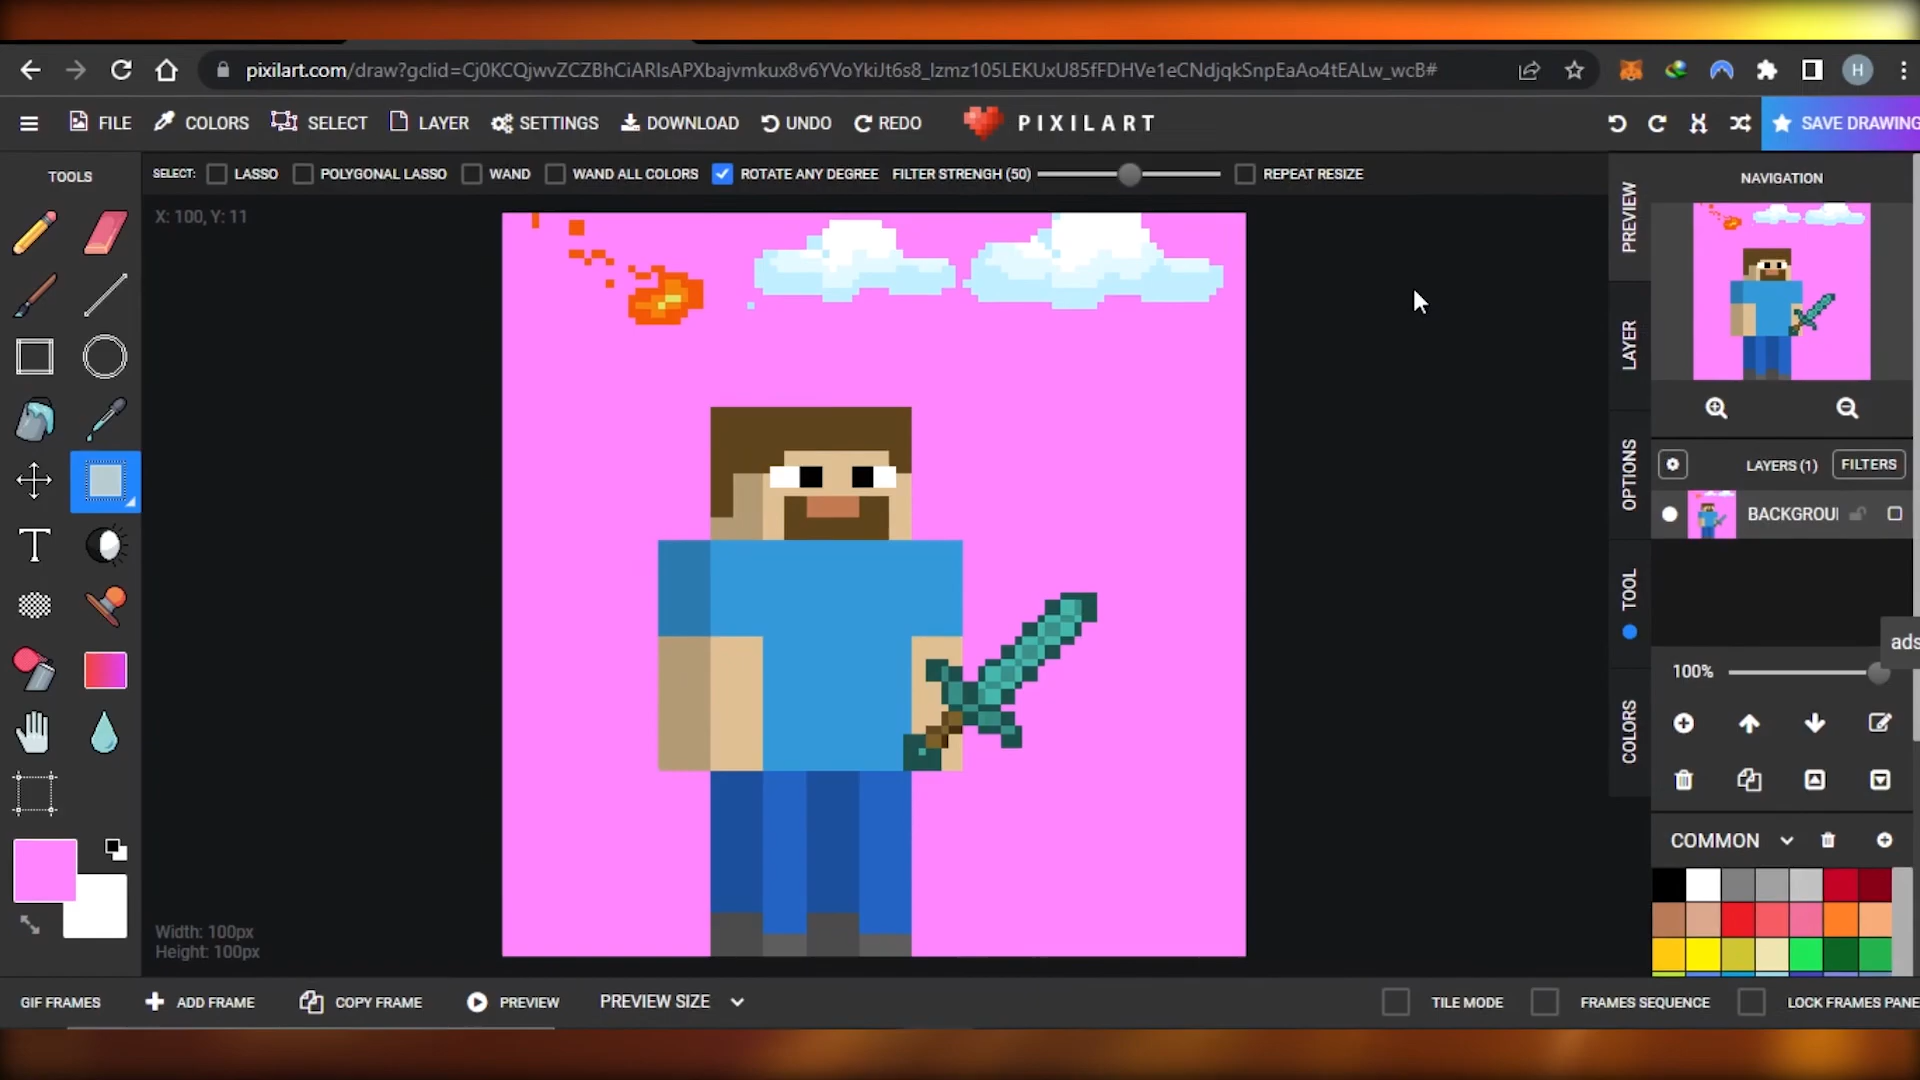 pixilart.com/draw?gclid=Cj0KCQjwvZCZBhCiARIsAPXbajvmkux8v6YVoYkiJt6s8_Izmz105LEKUxU85fFDHVe1eCNdjqkSnpEaAo4tEALw_wcB#
H
FILE COLORS SELECT LAYER SETTINGS DOWNLOAD UNDO REDO PIXILART SAVE DRAWING
TOOLS
SELECT: LASSO POLYGONAL LASSO WAND WAND ALL COLORS ROTATE ANY DEGREE FILTER STRENGH (50) REPEAT RESIZE
X: 100, Y: 11
PREVIEW
LAYER
OPTIONS
TOOL
COLORS
NAVIGATION
LAYERS (1) FILTERS
BACKGROUI
ads
100%
COMMON
Width: 100px
Height: 100px
GIF FRAMES ADD FRAME COPY FRAME PREVIEW PREVIEW SIZE TILE MODE FRAMES SEQUENCE LOCK FRAMES PANE